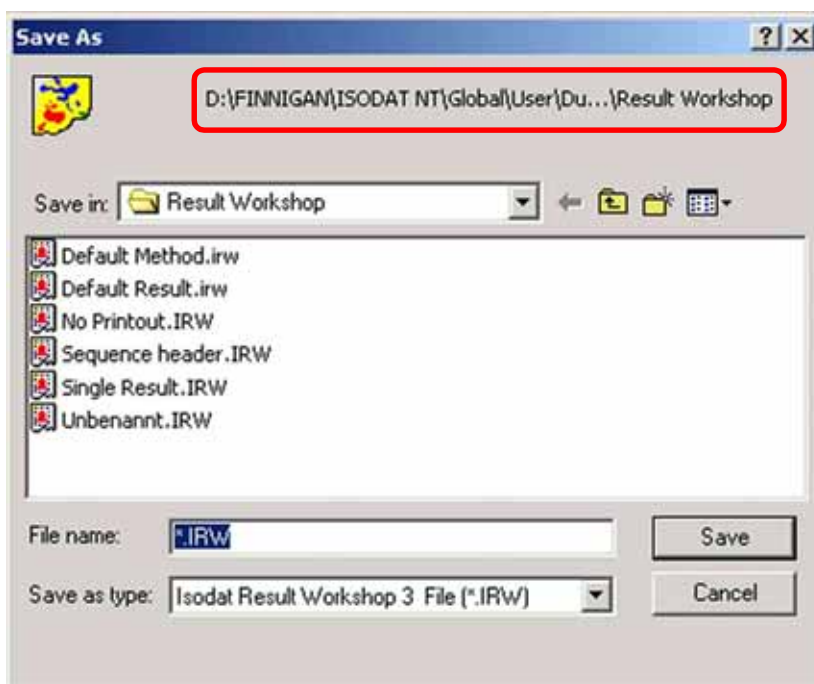 Save As
D:\FINNIGAN\ISODAT NT\Global\User\Du...\Result Workshop
Save in: Result Workshop
Default Method.irw
Default Result.irw
No Printout.IRW
Sequence header.IRW
Single Result.IRW
Unbenannt.IRW
File name: *.IRW Save
Save as type: Isodat Result Workshop 3 File (*.IRW) Cancel